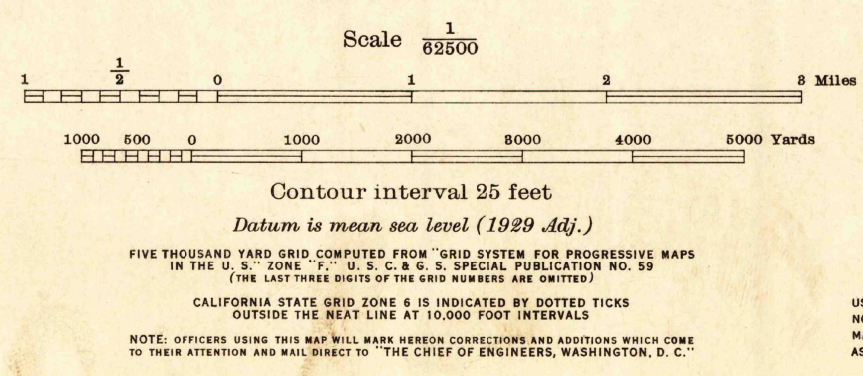 Scale 1/62500
1 1/2 0 1 2 3 Miles
1000 500 0 1000 2000 3000 4000 5000 Yards
Contour interval 25 feet
Datum is mean sea level (1929 Adj.)
FIVE THOUSAND YARD GRID COMPUTED FROM "GRID SYSTEM FOR PROGRESSIVE MAPS
IN THE U. S." ZONE "F," U. S. C. & G. S. SPECIAL PUBLICATION NO. 59
(THE LAST THREE DIGITS OF THE GRID NUMBERS ARE OMITTED)
CALIFORNIA STATE GRID ZONE 6 IS INDICATED BY DOTTED TICKS
OUTSIDE THE NEAT LINE AT 10,000 FOOT INTERVALS
NOTE: OFFICERS USING THIS MAP WILL MARK HEREON CORRECTIONS AND ADDITIONS WHICH COME
TO THEIR ATTENTION AND MAIL DIRECT TO "THE CHIEF OF ENGINEERS, WASHINGTON, D. C."